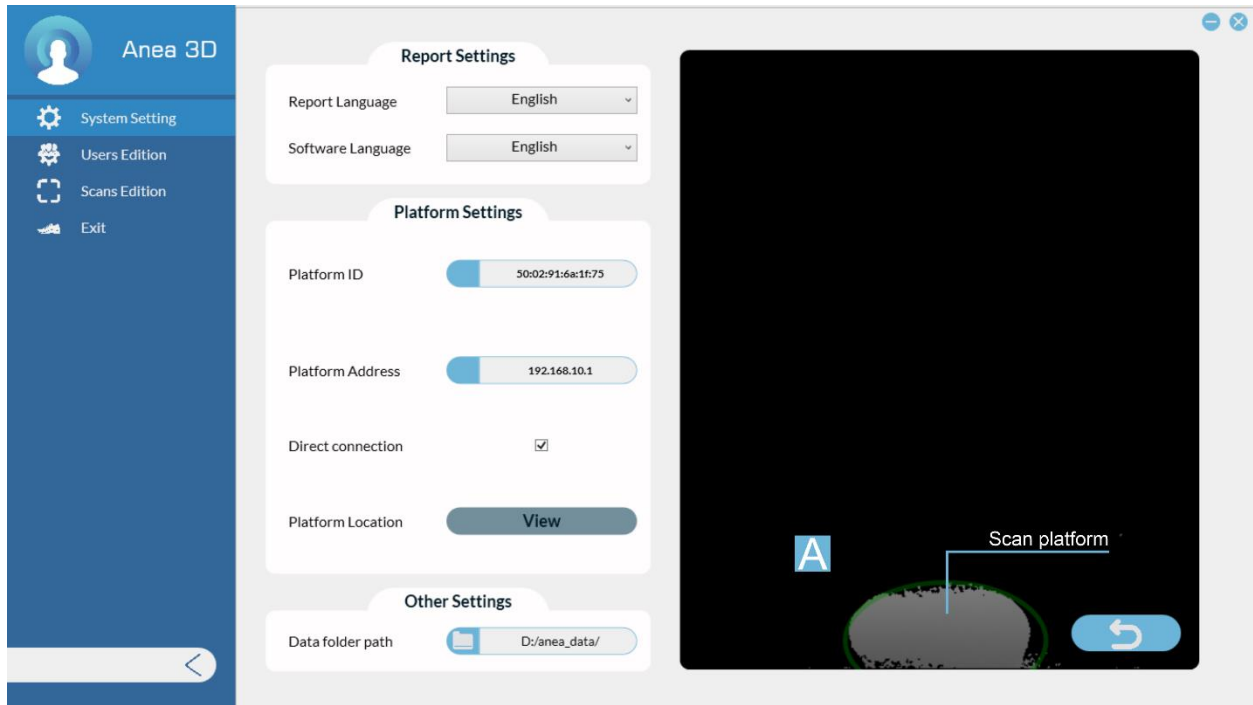 Anea 3D
System Setting
Users Edition
Scans Edition
Exit
Report Settings
Report Language
English
Software Language
English
Platform Settings
Platform ID
50:02:91:6a:1f:75
Platform Address
192.168.10.1
Direct connection
Platform Location
View
Other Settings
Data folder path
D:/anea_data/
A
Scan platform